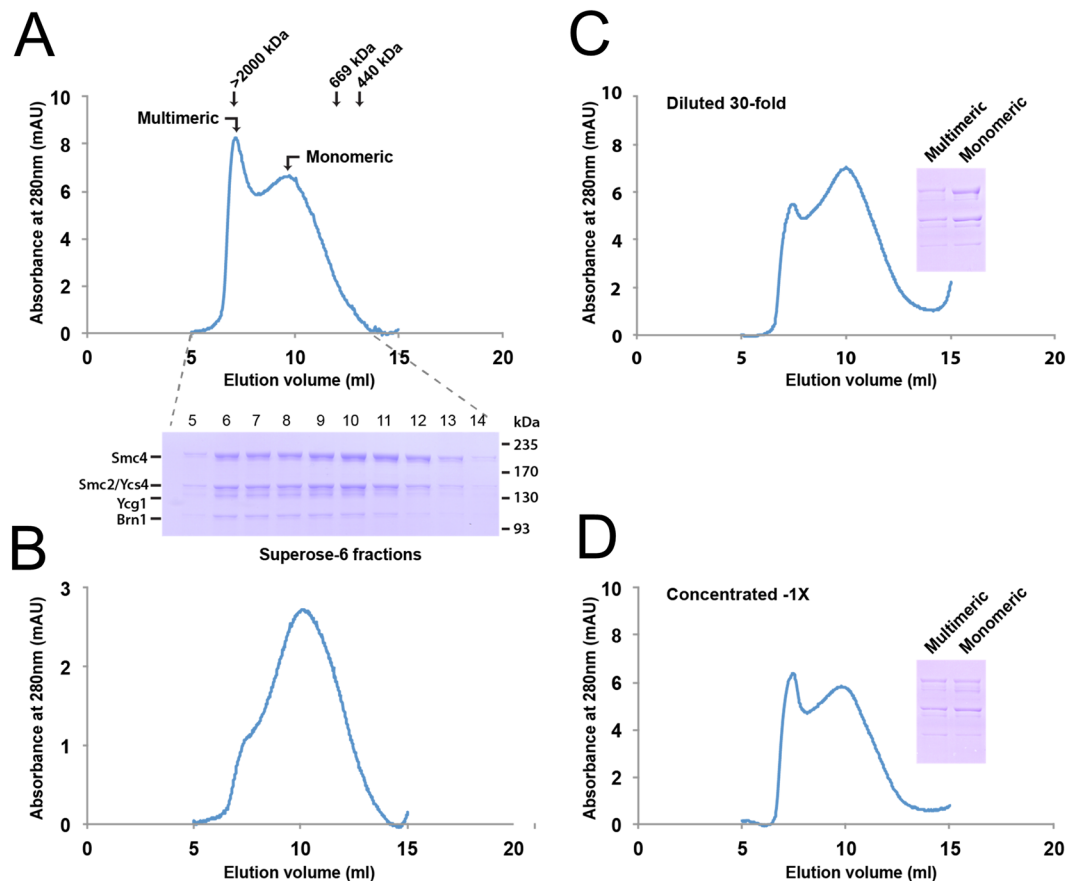 A
>2000 kDa
669 kDa
440 kDa
Multimeric
Monomeric
Absorbance at 280nm (mAU)
10
8
6
4
2
0
0 5 10 15 20
Elution volume (ml)
5 6 7 8 9 10 11 12 13 14 kDa
Smc4
Smc2/Ycs4
Ycg1
Brn1
235
170
130
93
Superose-6 fractions
B
Absorbance at 280nm (mAU)
3
2
1
0
0 5 10 15 20
Elution volume (ml)
C
Diluted 30-fold
Multimeric
Monomeric
Absorbance at 280nm (mAU)
10
8
6
4
2
0
0 5 10 15 20
Elution volume (ml)
D
Concentrated -1X
Multimeric
Monomeric
Absorbance at 280nm (mAU)
10
8
6
4
2
0
0 5 10 15 20
Elution volume (ml)